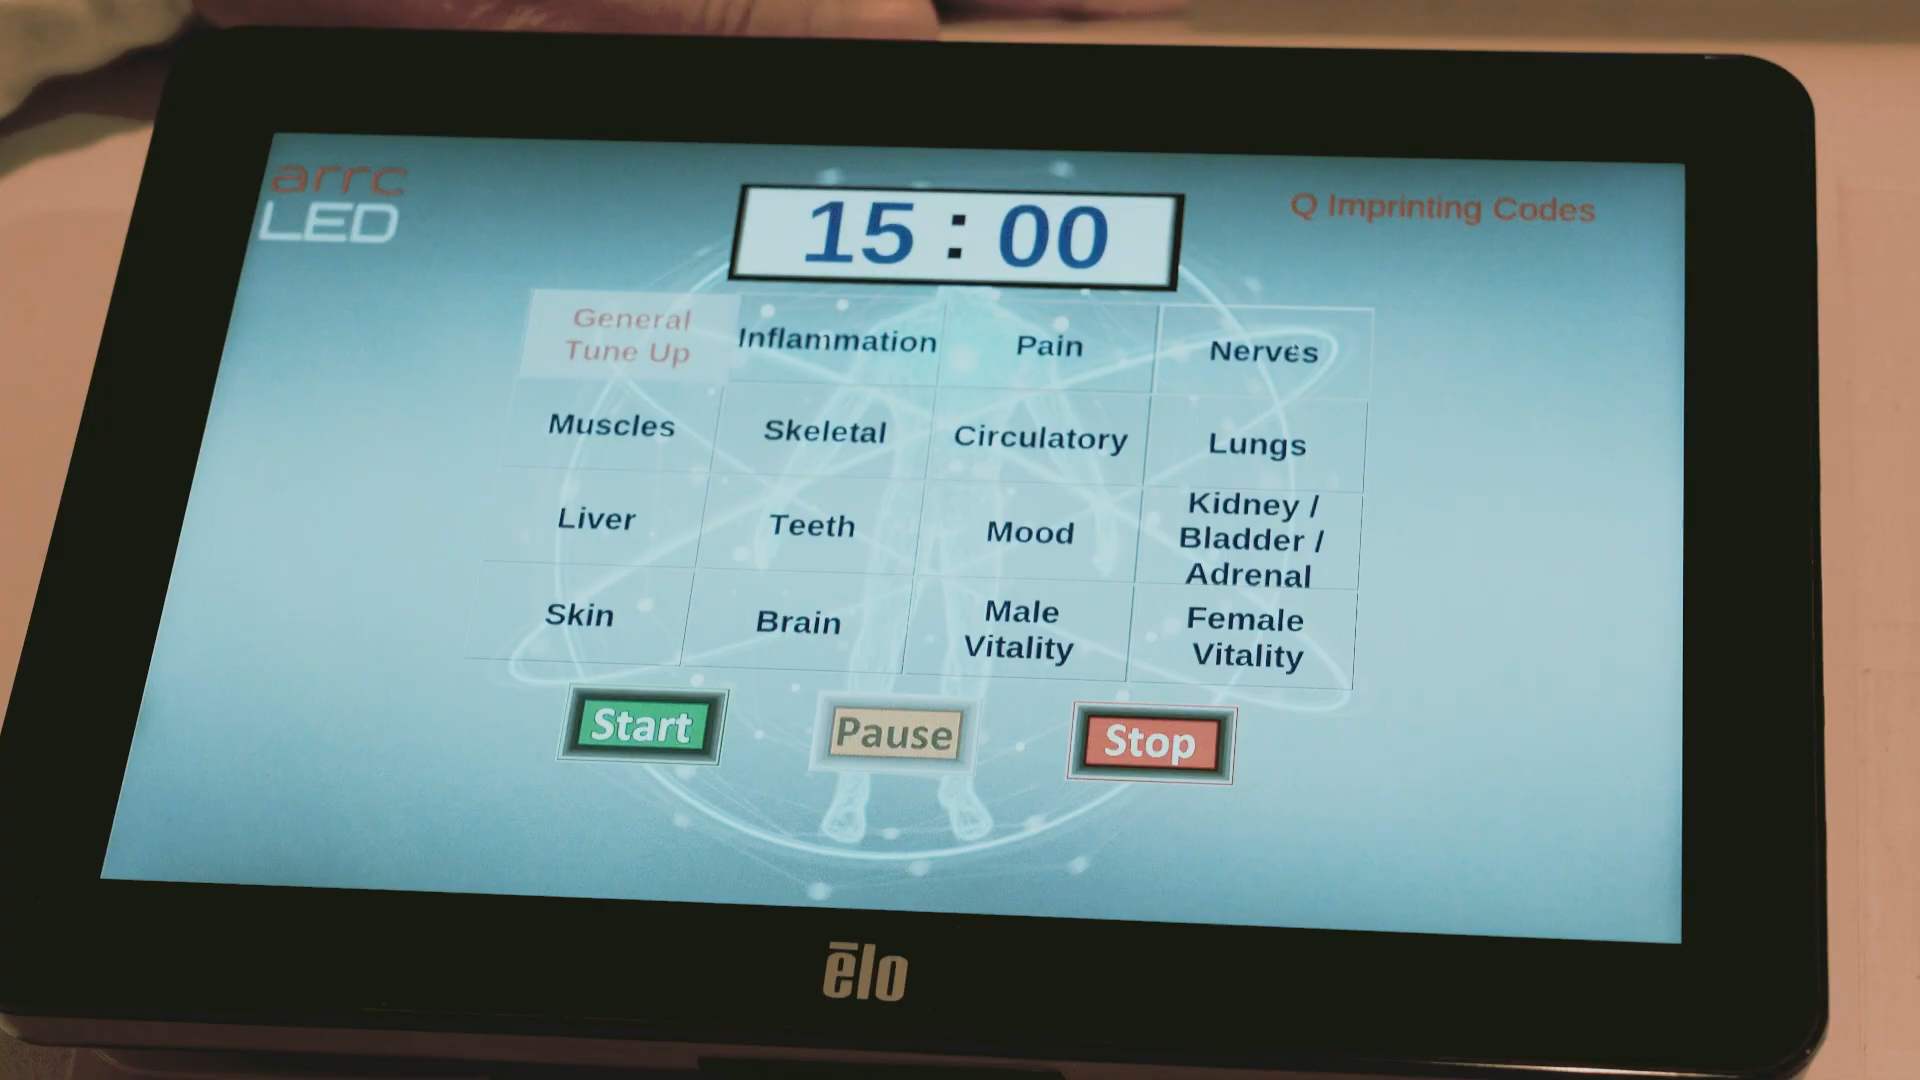 arrc
LED
15 : 00
Q Imprinting Codes
General
Tune Up
Inflammation
Pain
Nerves
Muscles
Skeletal
Circulatory
Lungs
Liver
Teeth
Mood
Kidney /
Bladder /
Adrenal
Skin
Brain
Male
Vitality
Female
Vitality
Start
Pause
Stop
ēlo